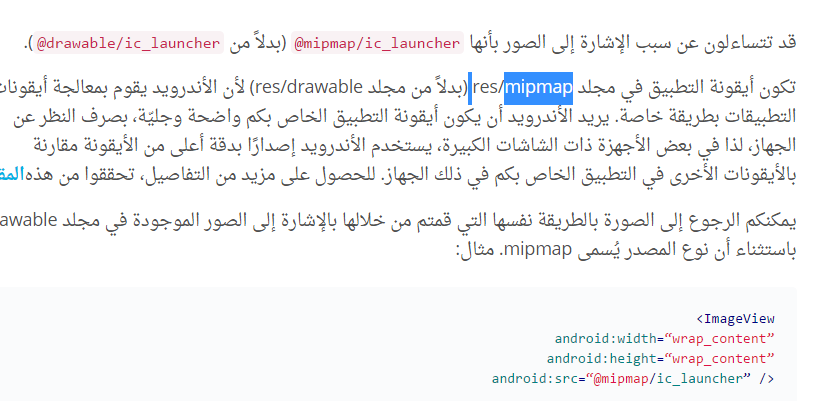 قد تتساءلون عن سبب الإشارة إلى الصور بأنها @mipmap/ic_launcher (بدلاً من @drawable/ic_launcher ).
تكون أيقونة التطبيق في مجلد res/mipmap (بدلاً من مجلد res/drawable) لأن الأندرويد يقوم بمعالجة أيقونات
التطبيقات بطريقة خاصة. يريد الأندرويد أن يكون أيقونة التطبيق الخاص بكم واضحة وجليّة، بصرف النظر عن
الجهاز، لذا في بعض الأجهزة ذات الشاشات الكبيرة، يستخدم الأندرويد إصدارًا بدقة أعلى من الأيقونة مقارنة
بالأيقونات الأخرى في التطبيق الخاص بكم في ذلك الجهاز. للحصول على مزيد من التفاصيل، تحققوا من هذه
يمكنكم الرجوع إلى الصورة بالطريقة نفسها التي قمتم من خلالها بالإشارة إلى الصور الموجودة في مجلد
باستثناء أن نوع المصدر يُسمى mipmap. مثال:
<ImageView
android:width=“wrap_content”
android:height=“wrap_content”
android:src=“@mipmap/ic_launcher” />